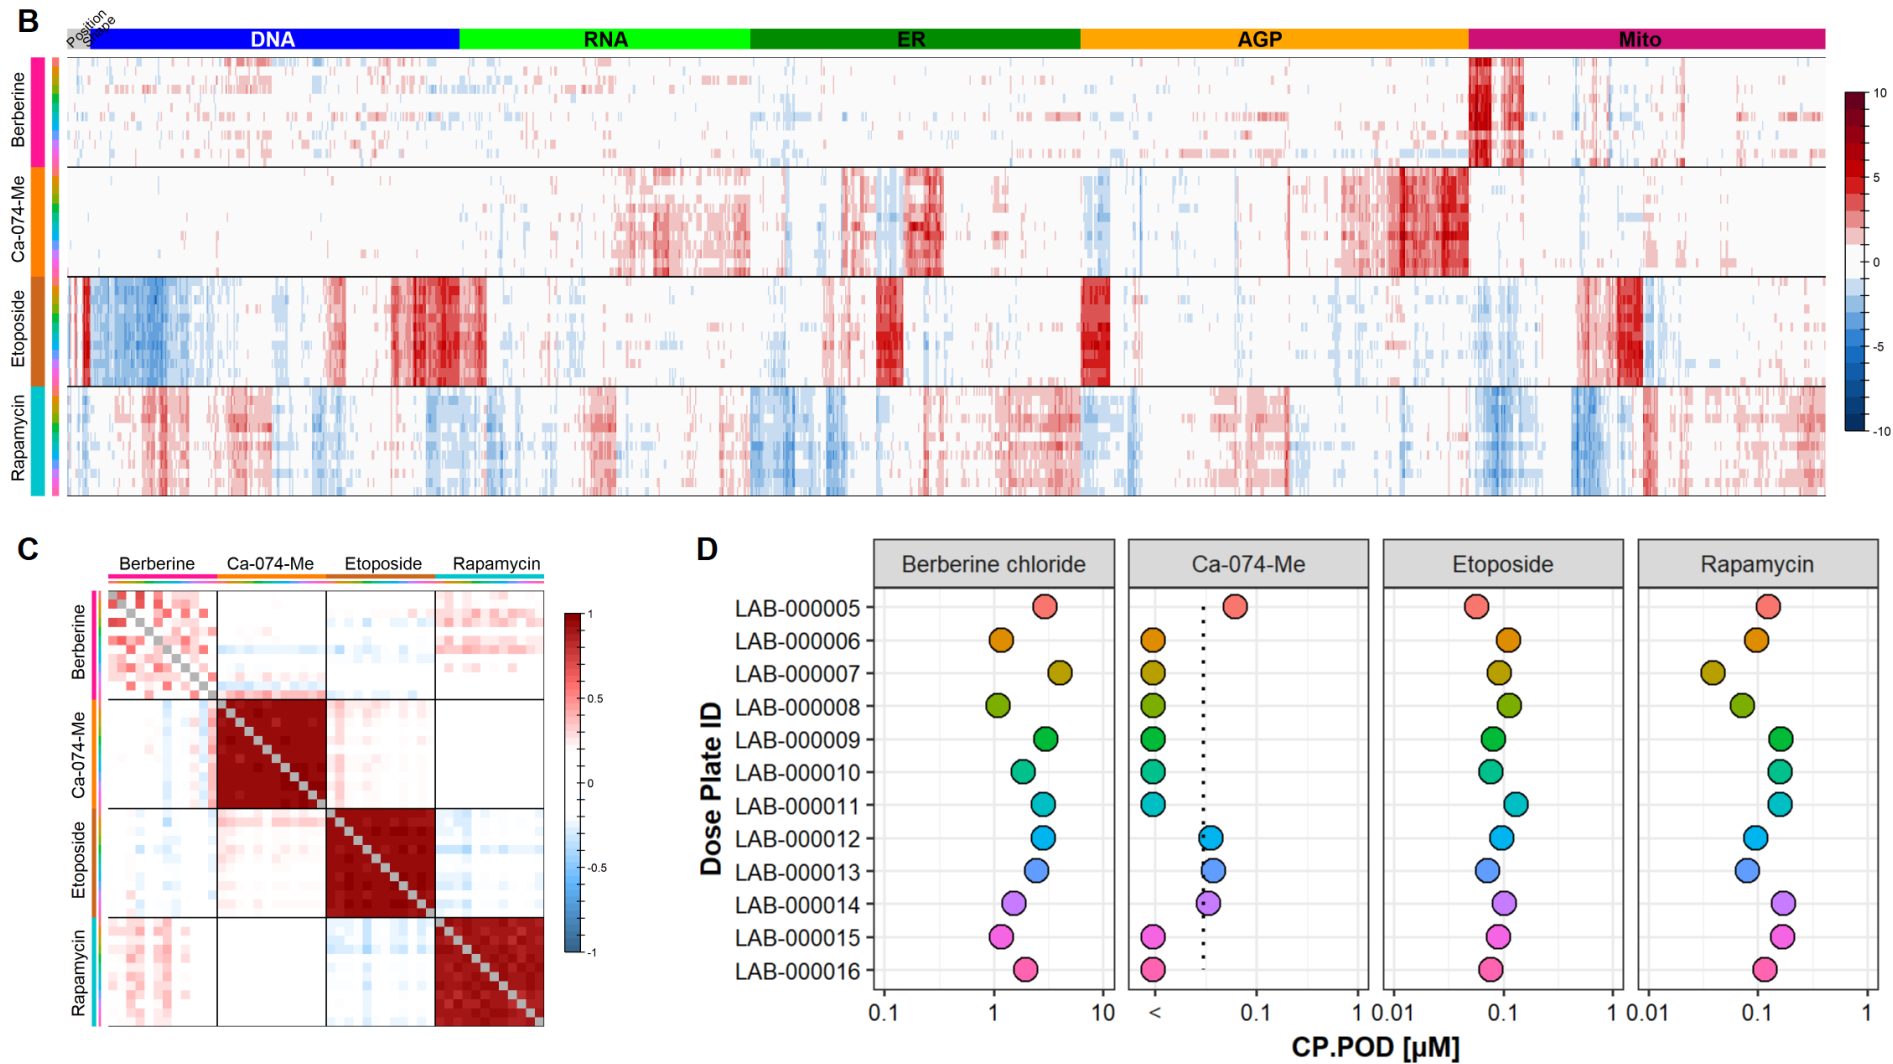 B
Position
Shape
DNA RNA ER AGP Mito
Berberine
Ca-074-Me
Etoposide
Rapamycin
10
5
0
-5
-10
C
Berberine Ca-074-Me Etoposide Rapamycin
Berberine
Ca-074-Me
Etoposide
Rapamycin
1
0.5
0
-0.5
-1
D
Berberine chloride Ca-074-Me Etoposide Rapamycin
Dose Plate ID
LAB-000005
LAB-000006
LAB-000007
LAB-000008
LAB-000009
LAB-000010
LAB-000011
LAB-000012
LAB-000013
LAB-000014
LAB-000015
LAB-000016
0.1 1 10 < 0.1 1 0.01 0.1 1 0.01 0.1 1
CP.POD [µM]